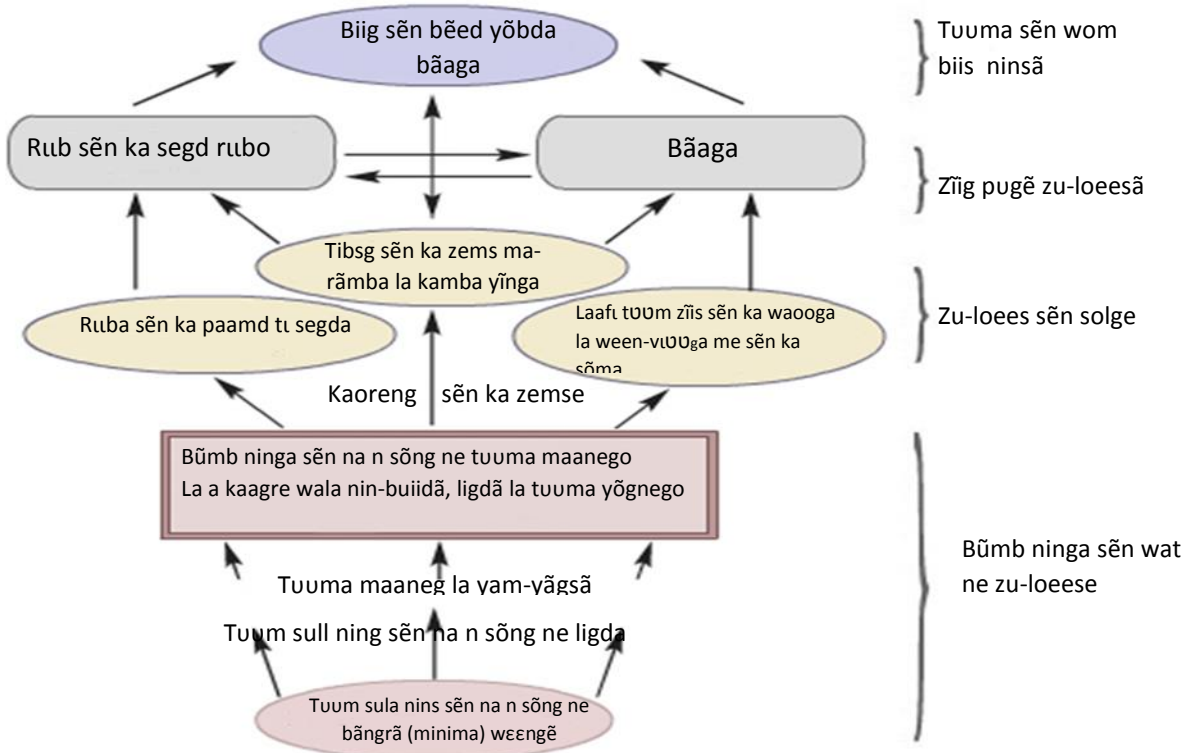 Biig sẽn bẽed yõbda
bãaga
Tʋʋma sẽn wom
biis ninsã
Rɩɩb sẽn ka segd rɩɩbo
Bãaga
Zĩig pʋgẽ zu-loeesã
Tibsg sẽn ka zems ma-
rãmba la kamba yĩnga
Rɩɩba sẽn ka paamd tɩ segda
Laafɩ tʋʋm zĩis sẽn ka waooga
la ween-vɩʋʋga me sẽn ka
sõma
Zu-loees sẽn solge
Kaoreng sẽn ka zemse
Bũmb ninga sẽn na n sõng ne tʋʋma maanego
La a kaagre wala nin-buiidã, ligdã la tʋʋma yõgnego
Bũmb ninga sẽn wat
ne zu-loeese
Tʋʋma maaneg la yam-yãgsã
Tʋʋm sull ning sẽn na n sõng ne ligda
Tʋʋm sula nins sẽn na n sõng ne
bãngrã (minima) wɛɛngẽ